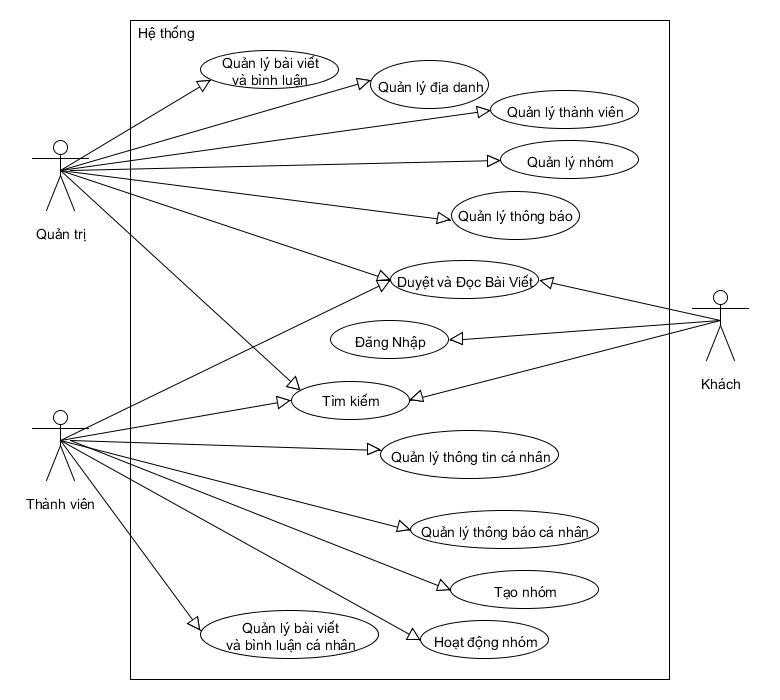 Hệ thống
Quản lý bài viết
và bình luận
Quản lý địa danh
Quản lý thành viên
Quản lý nhóm
Quản lý thông báo
Quản trị
Duyệt và Đọc Bài Viết
Đăng Nhập
Khách
Tìm kiếm
Quản lý thông tin cá nhân
Thành viên
Quản lý thông báo cá nhân
Tạo nhóm
Quản lý bài viết
và bình luận cá nhân
Hoạt động nhóm